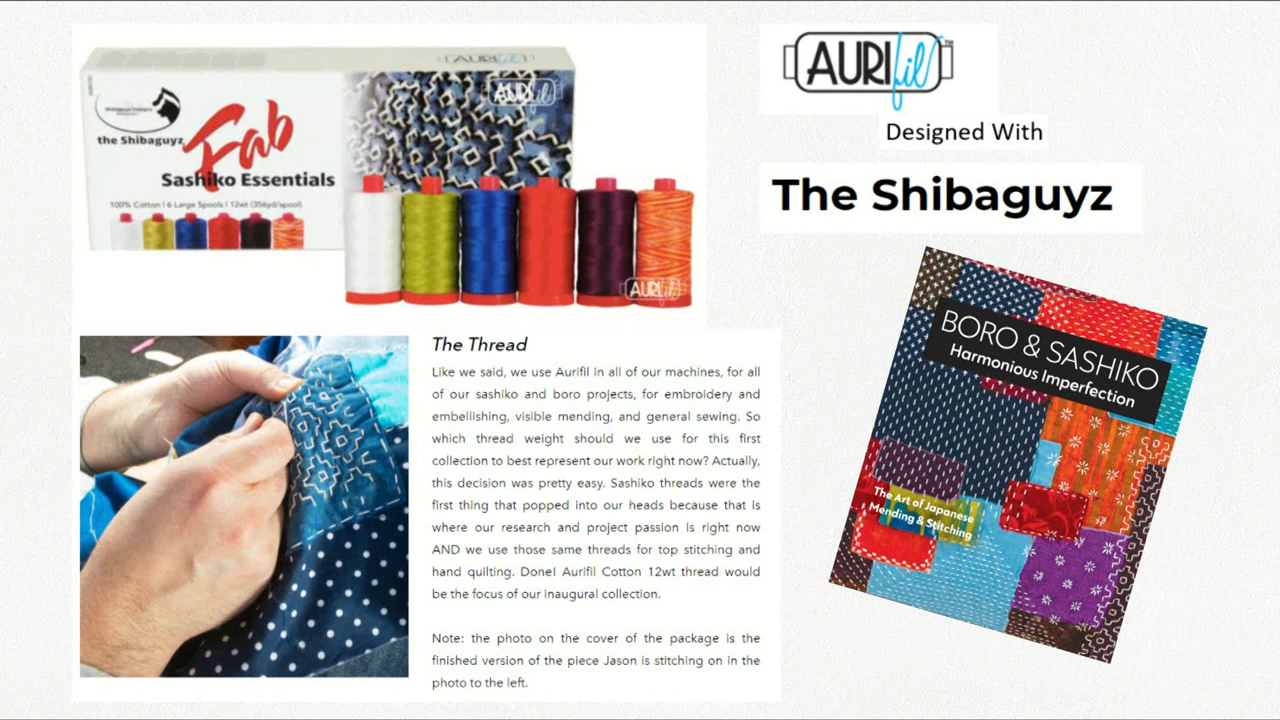 AURIfil
the Shibaguyz
Fab
Sashiko Essentials
100% Cotton | 6 Large Spools | 12wt (356yd/spool)
AURIfil
AURIfil
AURIfil™
Designed With
The Shibaguyz
The Thread
Like we said, we use Aurifil in all of our machines, for all
of our sashiko and boro projects, for embroidery and
embellishing, visible mending, and general sewing. So
which thread weight should we use for this first
collection to best represent our work right now? Actually,
this decision was pretty easy. Sashiko threads were the
first thing that popped into our heads because that is
where our research and project passion is right now
AND we use those same threads for top stitching and
hand quilting. Done! Aurifil Cotton 12wt thread would
be the focus of our inaugural collection.
Note: the photo on the cover of the package is the
finished version of the piece Jason is stitching on in the
photo to the left.
BORO & SASHIKO
Harmonious Imperfection
The Art of Japanese
Mending & Stitching